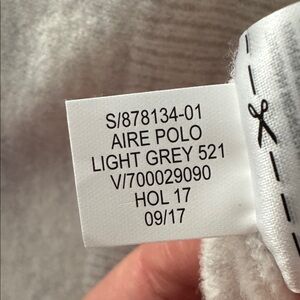 S/878134-01
AIRE POLO
LIGHT GREY 521
V/700029090
HOL 17
09/17